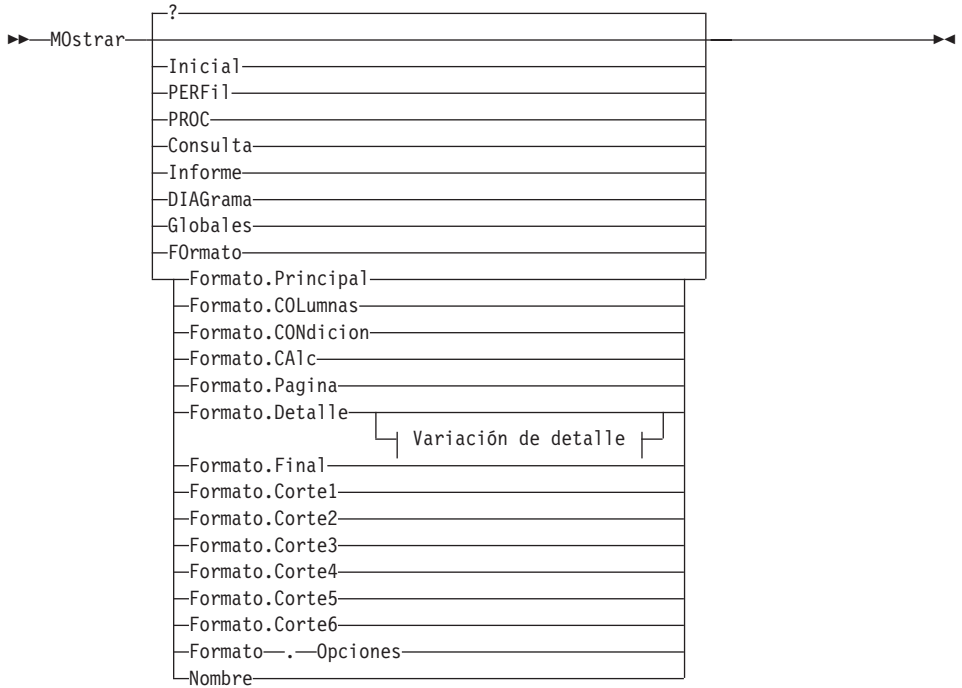 ?
MOstrar
Inicial
PERFil
PROC
Consulta
Informe
DIAGrama
Globales
FOrmato
Formato.Principal
Formato.COLumnas
Formato.CONdicion
Formato.CAlc
Formato.Pagina
Formato.Detalle
Variación de detalle
Formato.Final
Formato.Corte1
Formato.Corte2
Formato.Corte3
Formato.Corte4
Formato.Corte5
Formato.Corte6
Formato . Opciones
Nombre